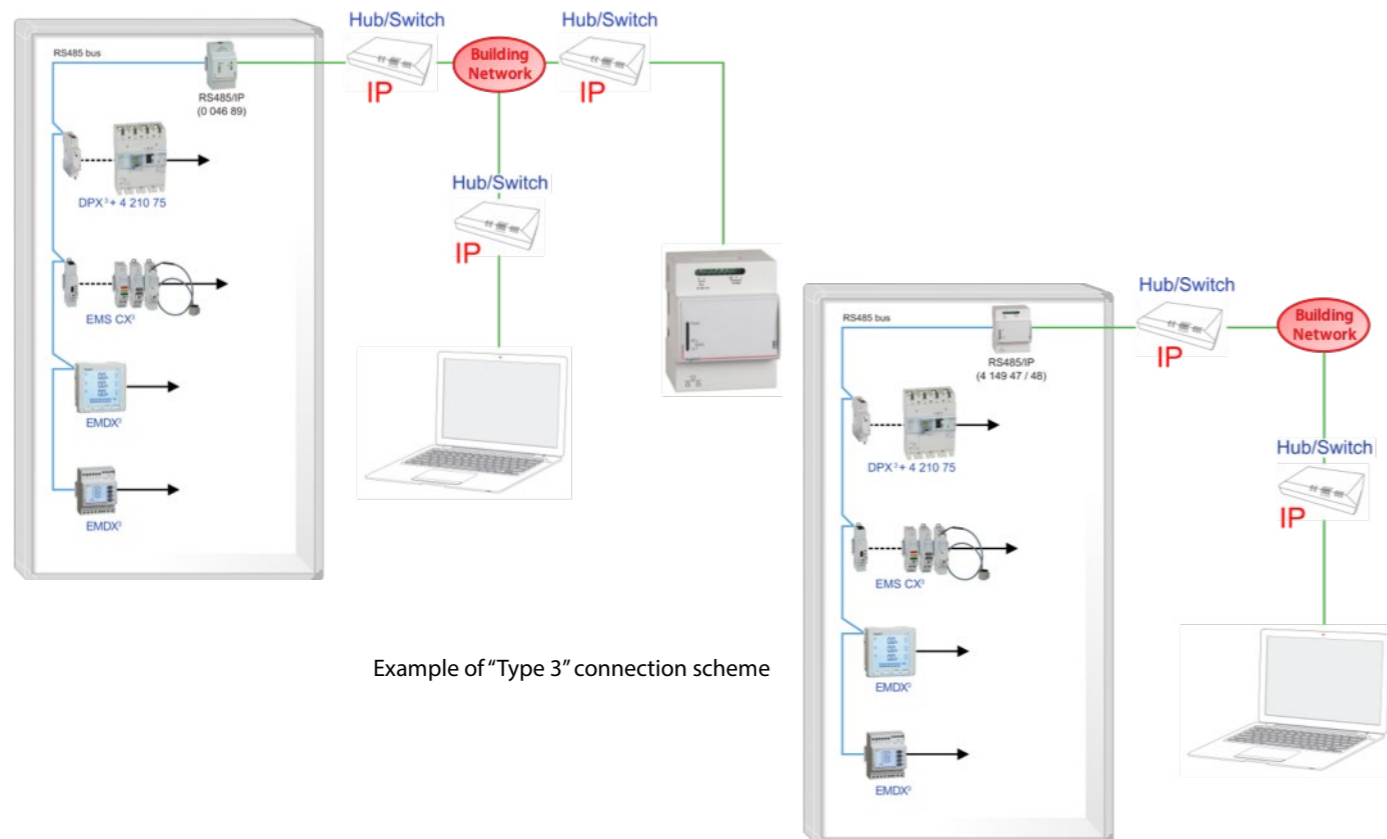 Hub/Switch
Hub/Switch
RS485 bus
Building
Network
IP
IP
RS485/IP
(0 046 89)
Hub/Switch
IP
DPX³+ 4 210 75
EMS CX³
EMDX³
EMDX³
Hub/Switch
RS485 bus
Building
Network
IP
RS485/IP
(4 149 47 / 48)
Hub/Switch
IP
DPX³+ 4 210 75
EMS CX³
EMDX³
EMDX³
Example of “Type 3” connection scheme